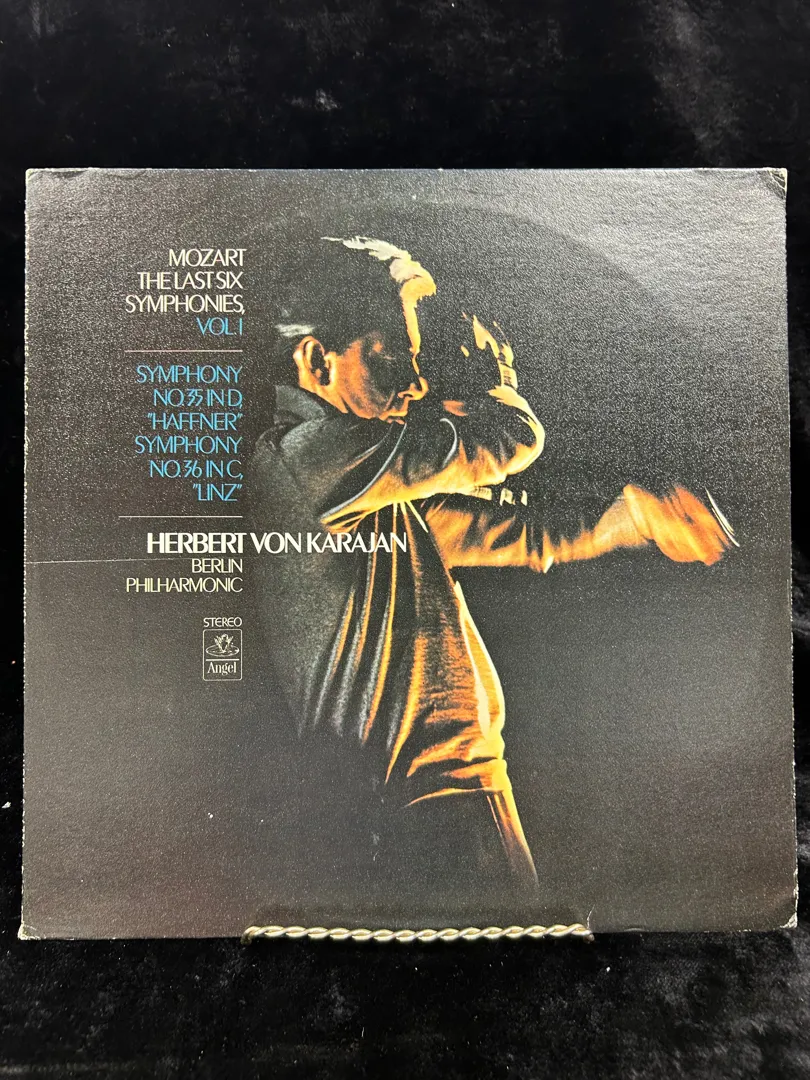 MOZART
THE LAST SIX
SYMPHONIES,
VOL.1
SYMPHONY
NO.35 IN D,
"HAFFNER"
SYMPHONY
NO.36 IN C,
"LINZ"
HERBERT VON KARAJAN
BERLIN
PHILHARMONIC
STEREO
Angel